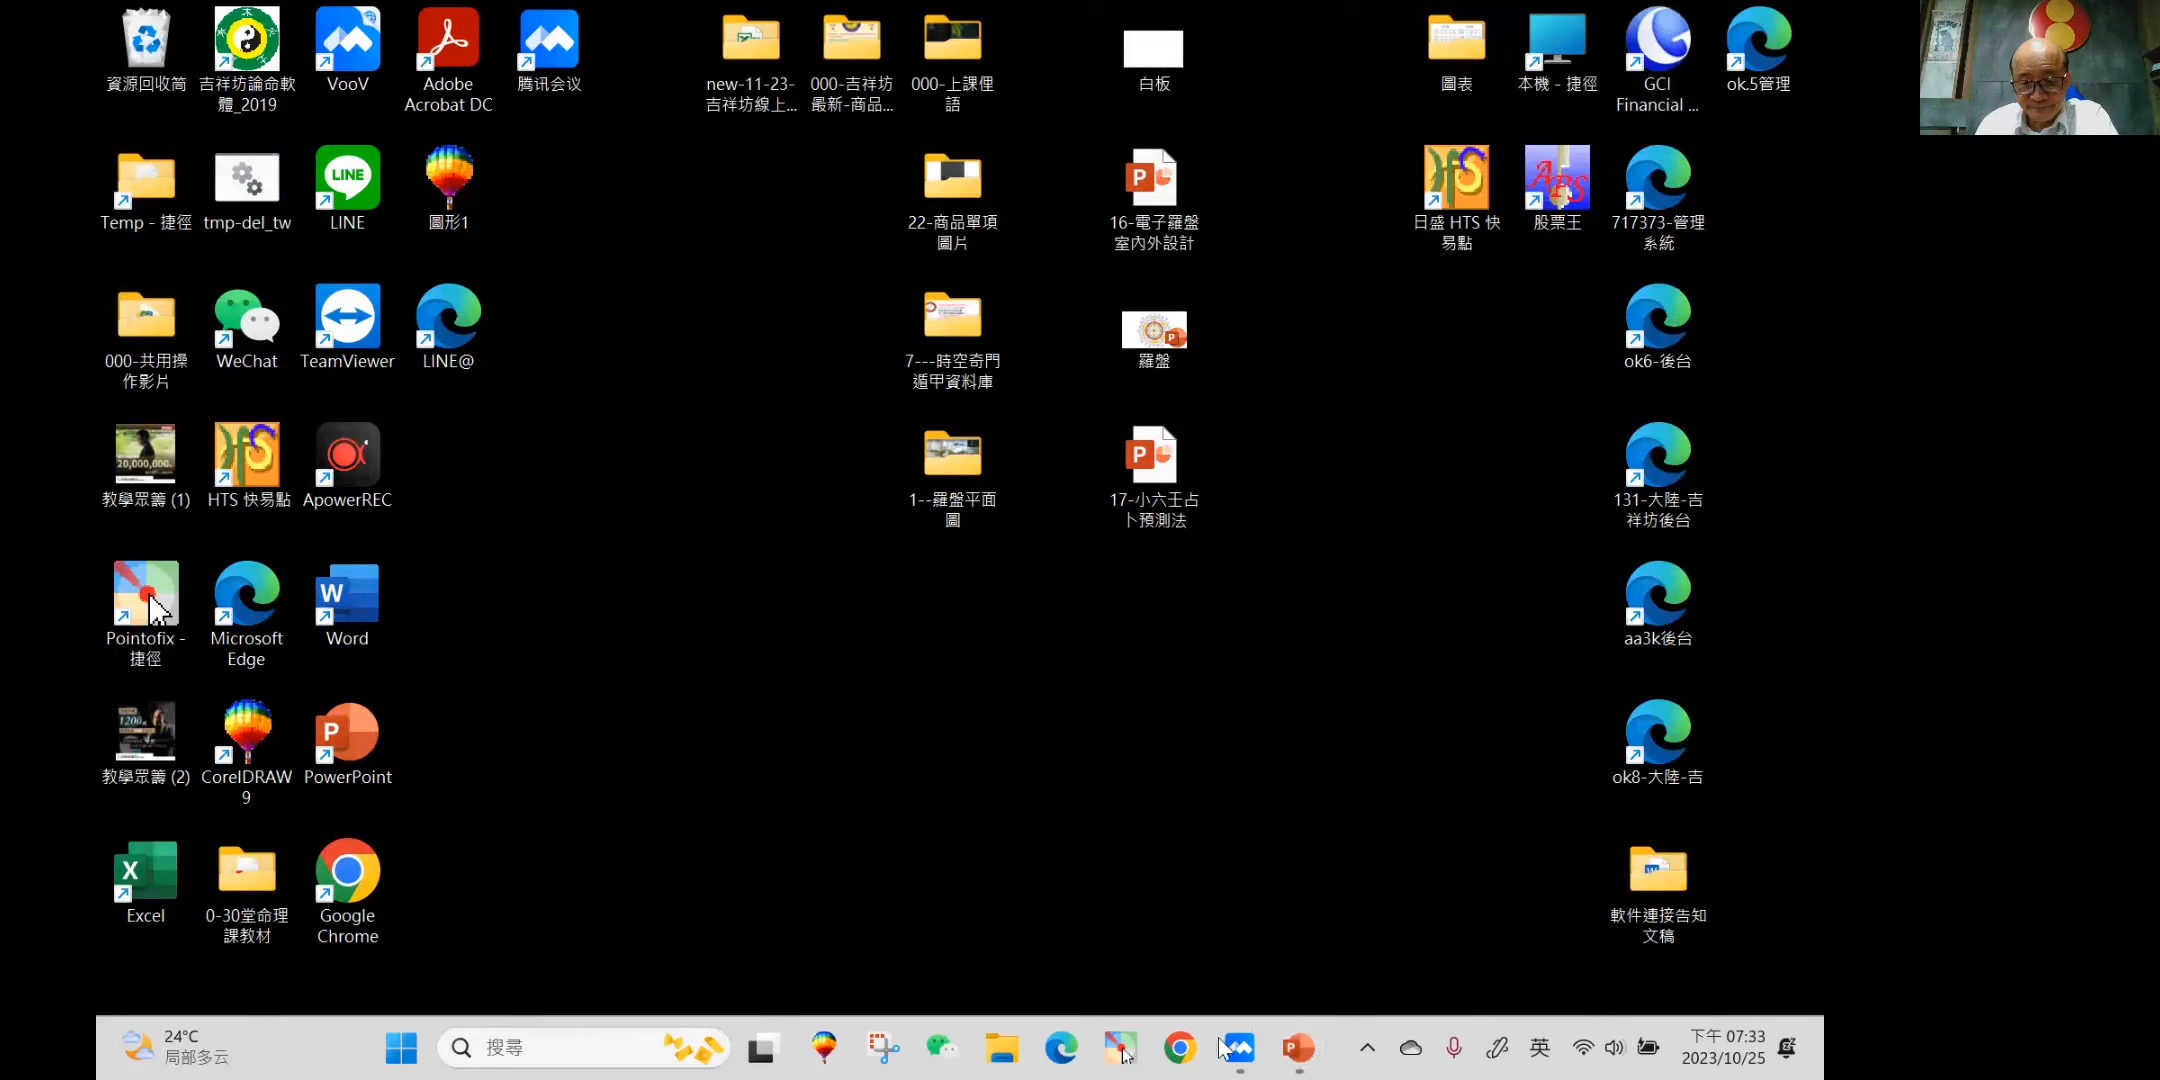 資源回收筒
吉祥坊論命軟
體_2019
VooV
Adobe
Acrobat DC
腾讯会议
new-11-23-
吉祥坊線上...
000-吉祥坊
最新-商品...
000-上課俚
語
白板
圖表
本機 - 捷徑
GCI
Financial ...
ok.5管理
Temp - 捷徑
tmp-del_tw
LINE
LINE
圖形1
22-商品單項
圖片
16-電子羅盤
室內外設計
日盛 HTS 快
易點
股票王
717373-管理
系統
000-共用操
作影片
WeChat
TeamViewer
LINE@
7---時空奇門
遁甲資料庫
羅盤
ok6-後台
20,000,000
教學眾籌 (1)
HTS 快易點
ApowerREC
1--羅盤平面
圖
17-小六壬占
卜預測法
131-大陸-吉
祥坊後台
Pointofix -
捷徑
Microsoft
Edge
Word
aa3k後台
1200
教學眾籌 (2)
CorelDRAW
9
PowerPoint
ok8-大陸-吉
Excel
0-30堂命理
課教材
Google
Chrome
軟件連接告知
文稿
24°C
局部多云
搜尋
英
下午 07:33
2023/10/25